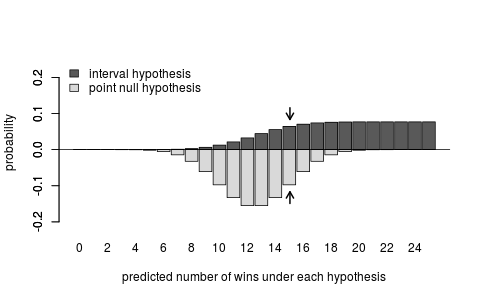 interval hypothesis
point null hypothesis
probability
0.2
0.1
0.0
-0.1
-0.2
0 2 4 6 8 10 12 14 16 18 20 22 24
predicted number of wins under each hypothesis